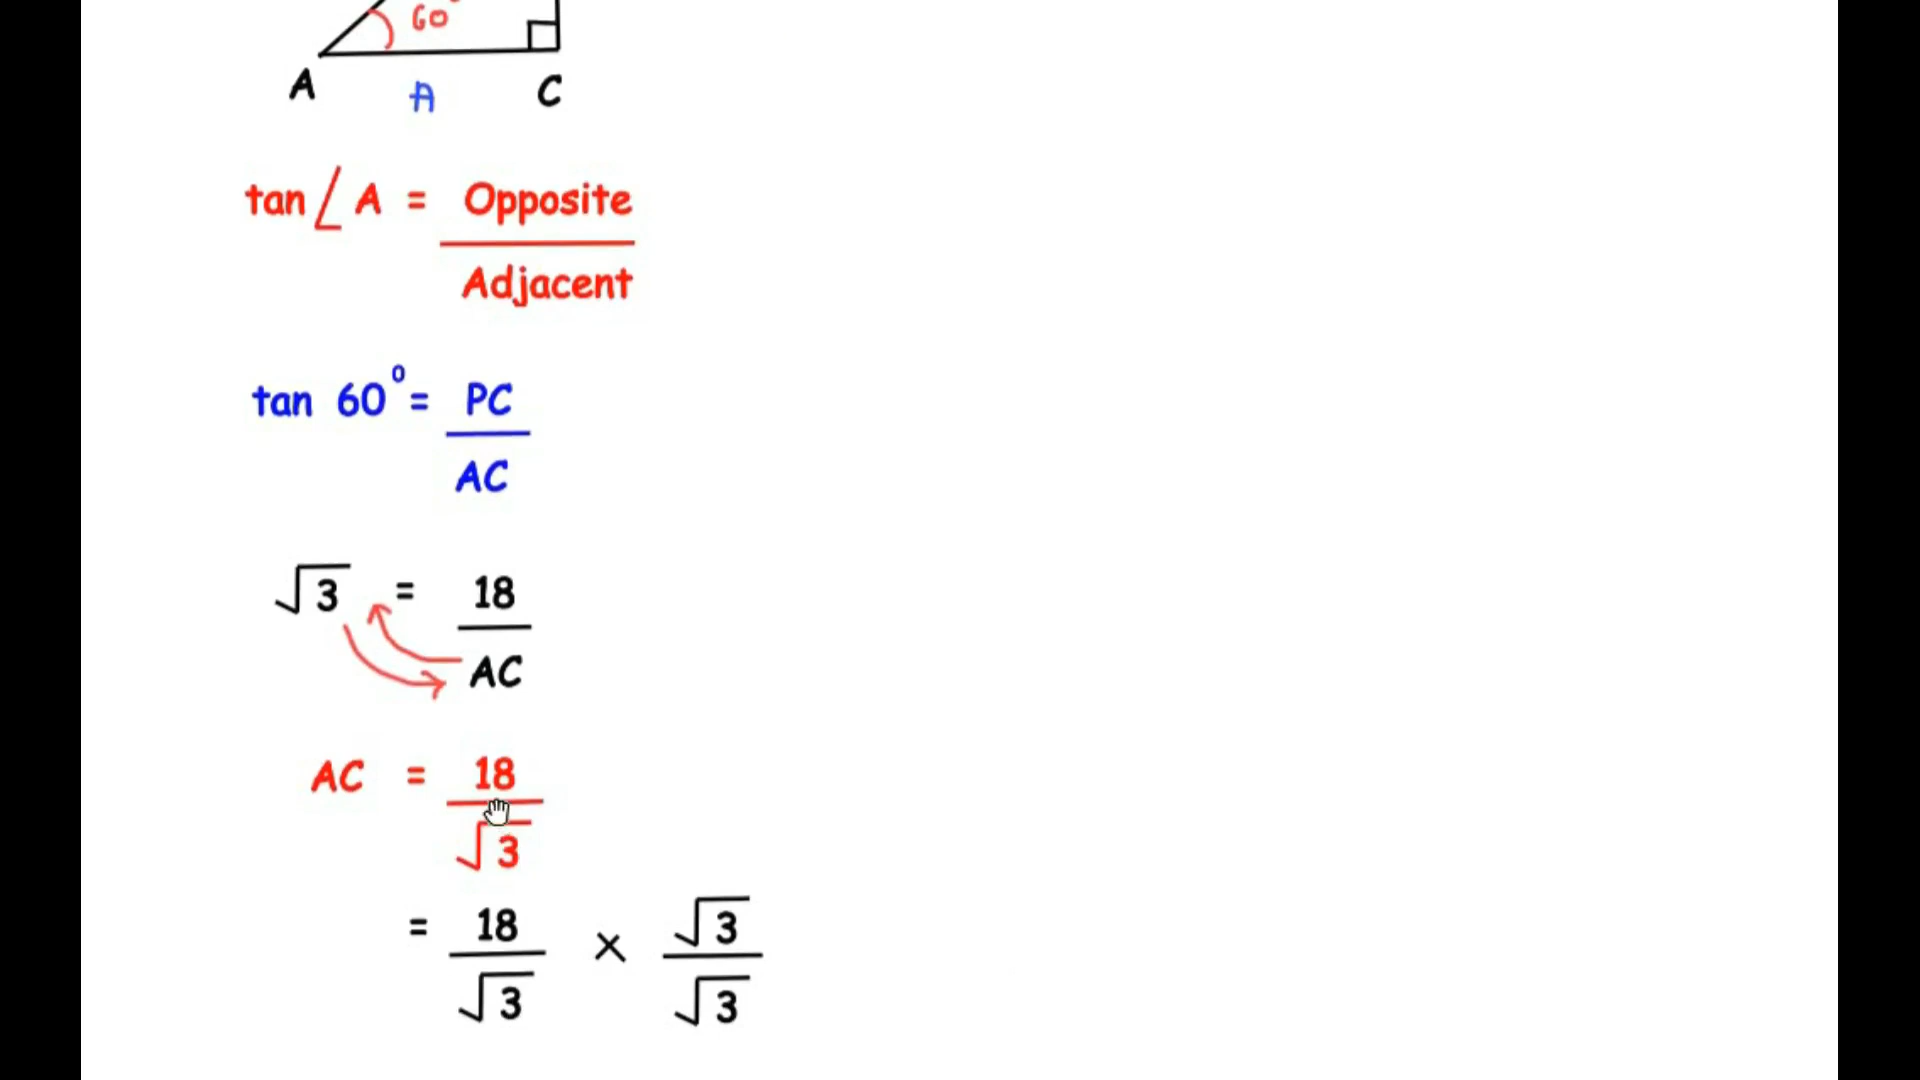 60°
A A C
tan ∠A = Opposite
Adjacent
tan 60° = PC
AC
√3 = 18
AC
AC = 18
√3
= 18 × √3
√3 √3